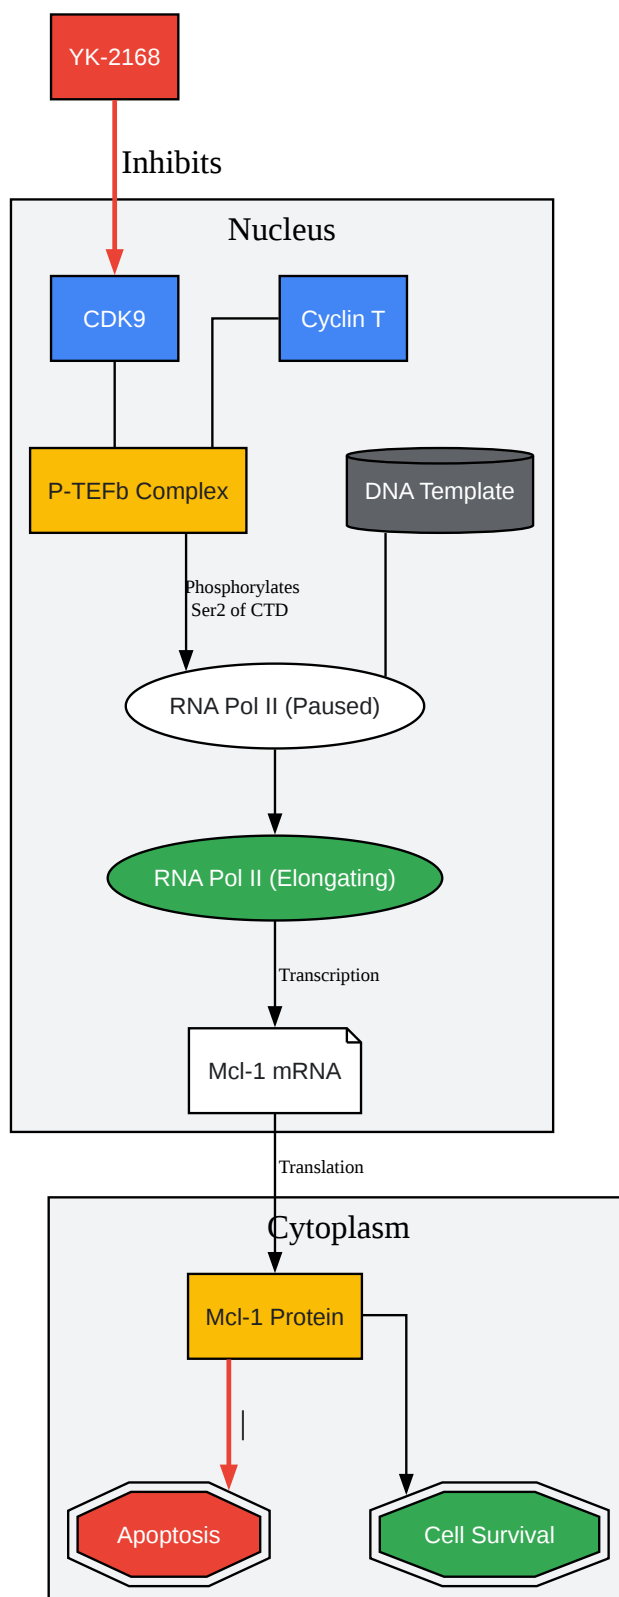 YK-2168
Inhibits
Nucleus
CDK9
Cyclin T
P-TEFb Complex
DNA Template
Phosphorylates
Ser2 of CTD
RNA Pol II (Paused)
RNA Pol II (Elongating)
Transcription
Mcl-1 mRNA
Translation
Cytoplasm
Mcl-1 Protein
|
Apoptosis
Cell Survival